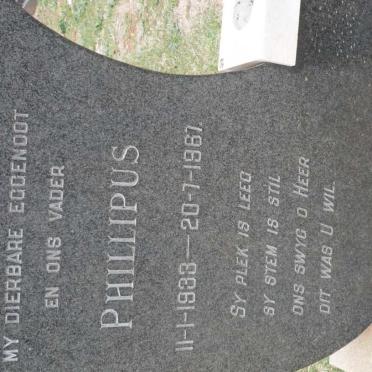 MY DIERBARE EGGENOOT
EN ONS VADER
PHILLIPUS
11-1-1933 — 20-7-1967.
SY PLEK IS LEEG
SY STEM IS STIL
ONS SWYG O HEER
DIT WAS U WIL.